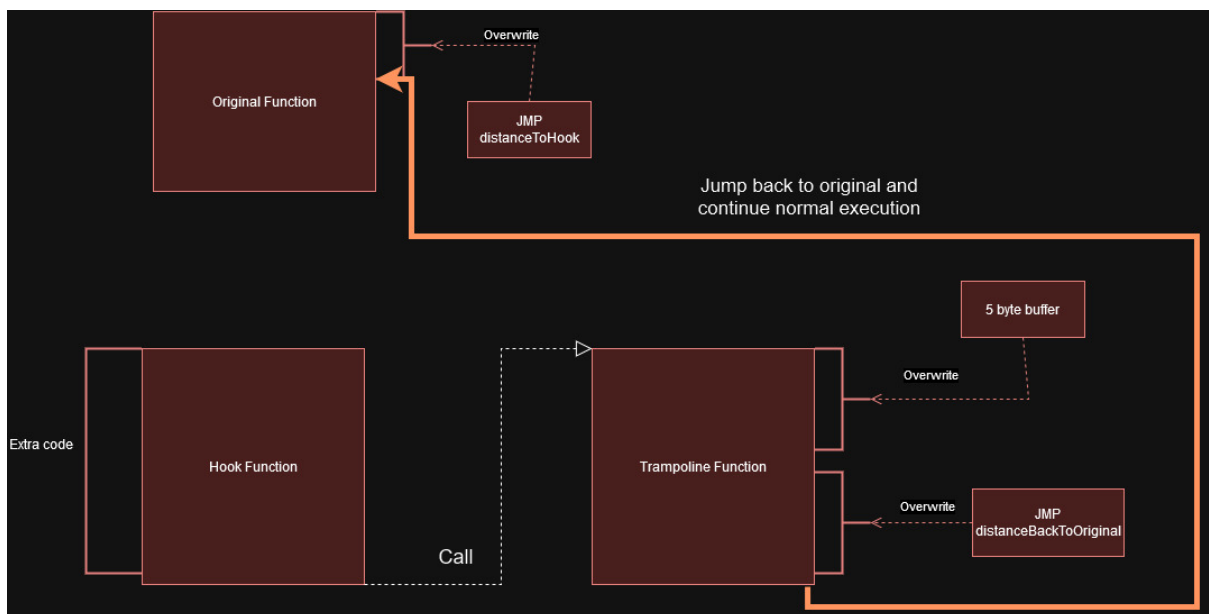 Overwrite
Original Function
JMP
distanceToHook
Jump back to original and
continue normal execution
5 byte buffer
Overwrite
Extra code
Hook Function
Trampoline Function
Overwrite
JMP
distanceBackToOriginal
Call